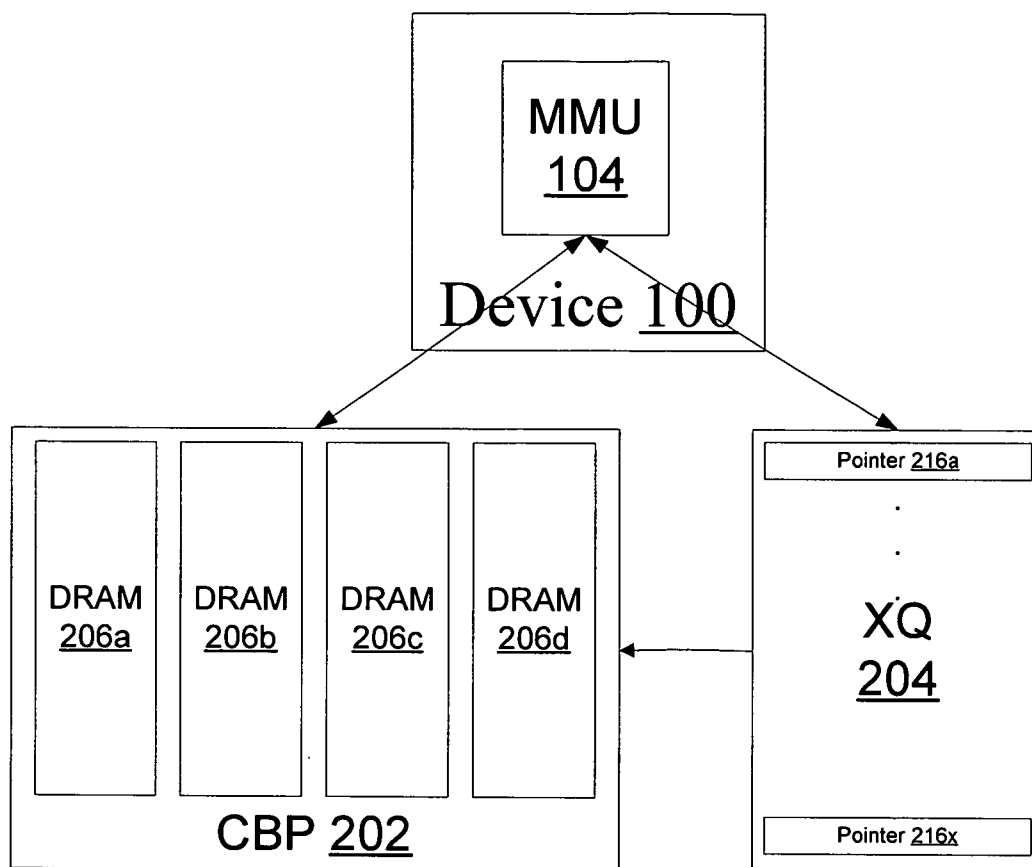 MMU
104
Device 100
Pointer 216a
DRAM
206a
DRAM
206b
DRAM
206c
DRAM
206d
XQ
204
CBP 202
Pointer 216x